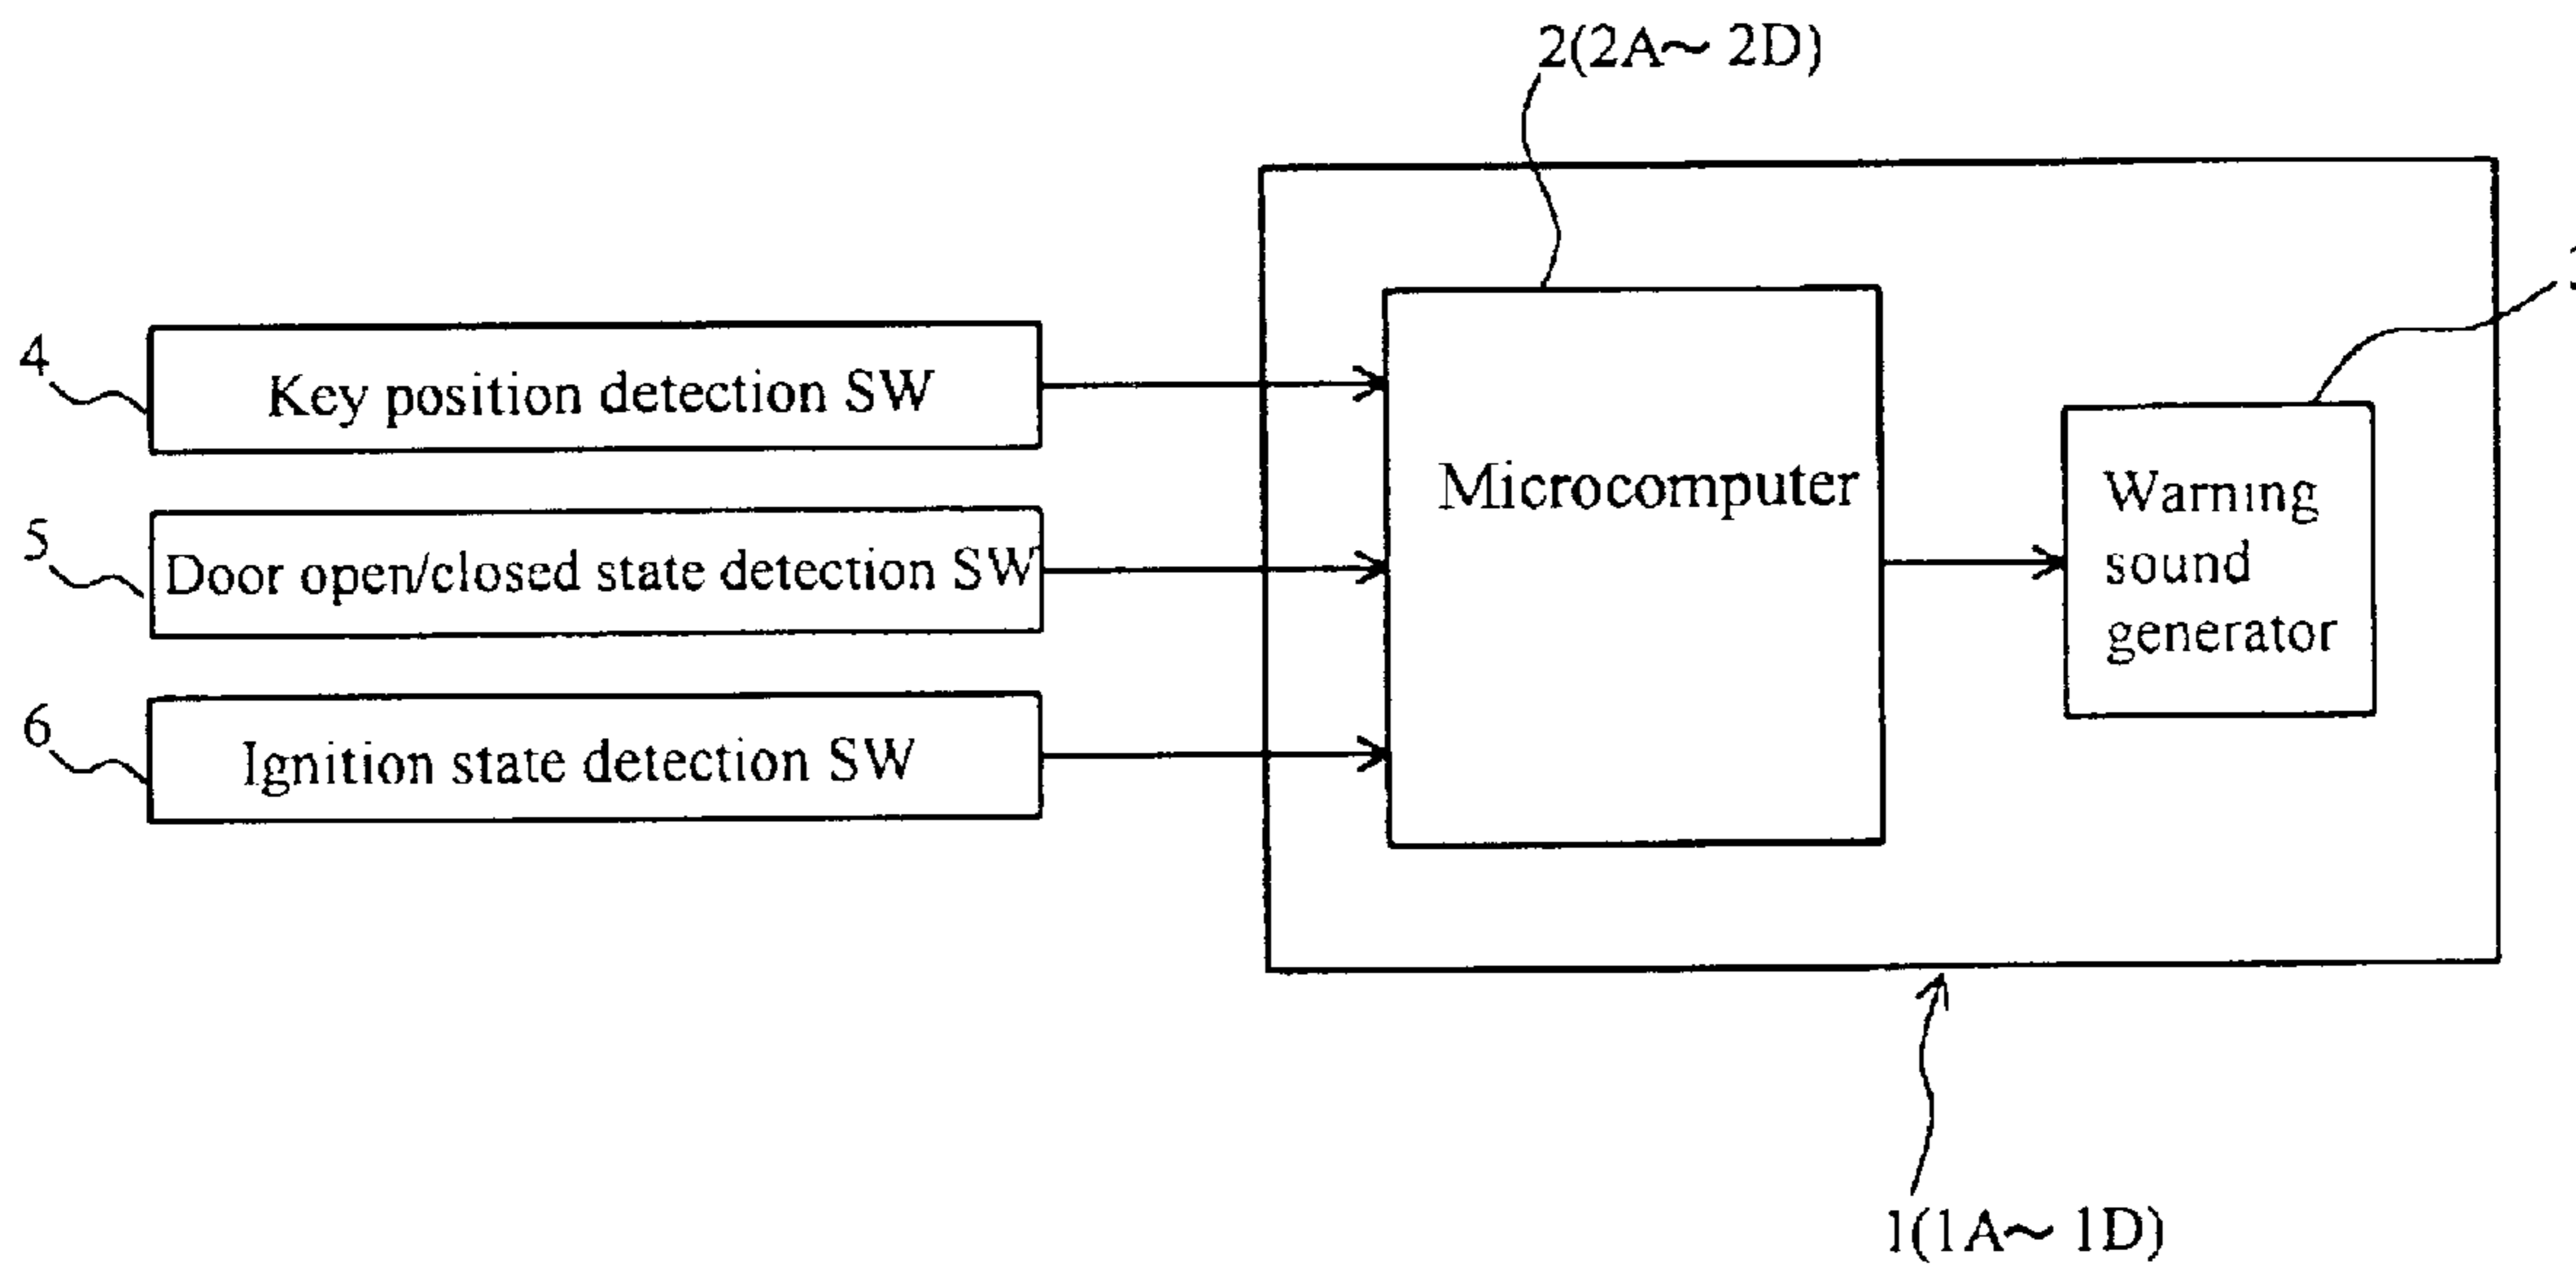 2(2A～ 2D)
4
Key position detection SW
5
Door open/closed state detection SW
6
Ignition state detection SW
Microcomputer
Warning
sound
generator
1(1A～ 1D)